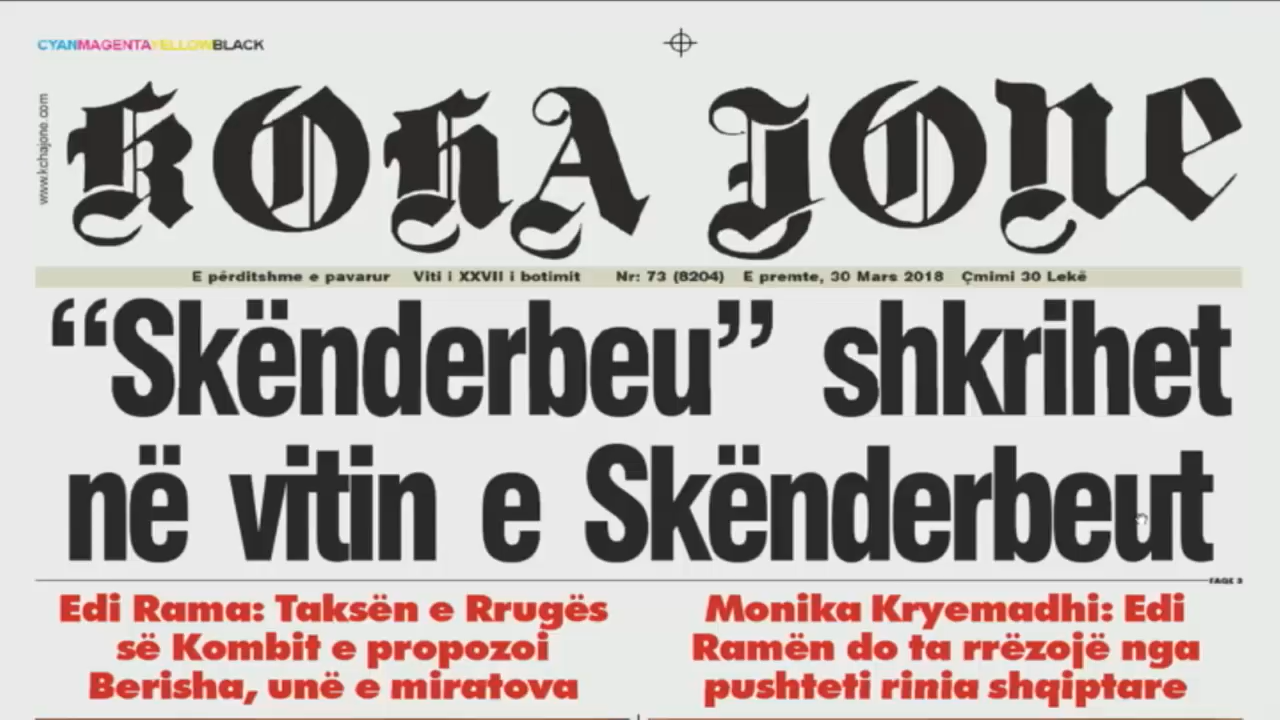 CYANMAGENTAYELLOWBLACK
www.kohajone.com
KOHA JONE
E përditshme e pavarur Viti i XXVII i botimit Nr: 73 (8204) E premte, 30 Mars 2018 Çmimi 30 Lekë
“Skënderbeu” shkrihet
në vitin e Skënderbeut
FAQE 3
Edi Rama: Taksën e Rrugës
së Kombit e propozoi
Berisha, unë e miratova
Monika Kryemadhi: Edi
Ramën do ta rrëzojë nga
pushteti rinia shqiptare